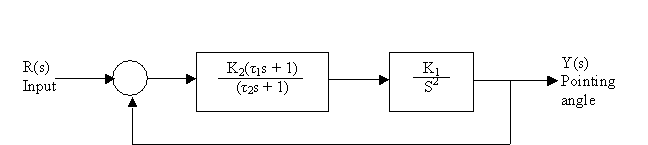 R(s)
Input
K₂(τ₁s + 1)
(τ₂s + 1)
K₁
S²
Y(s)
Pointing
angle